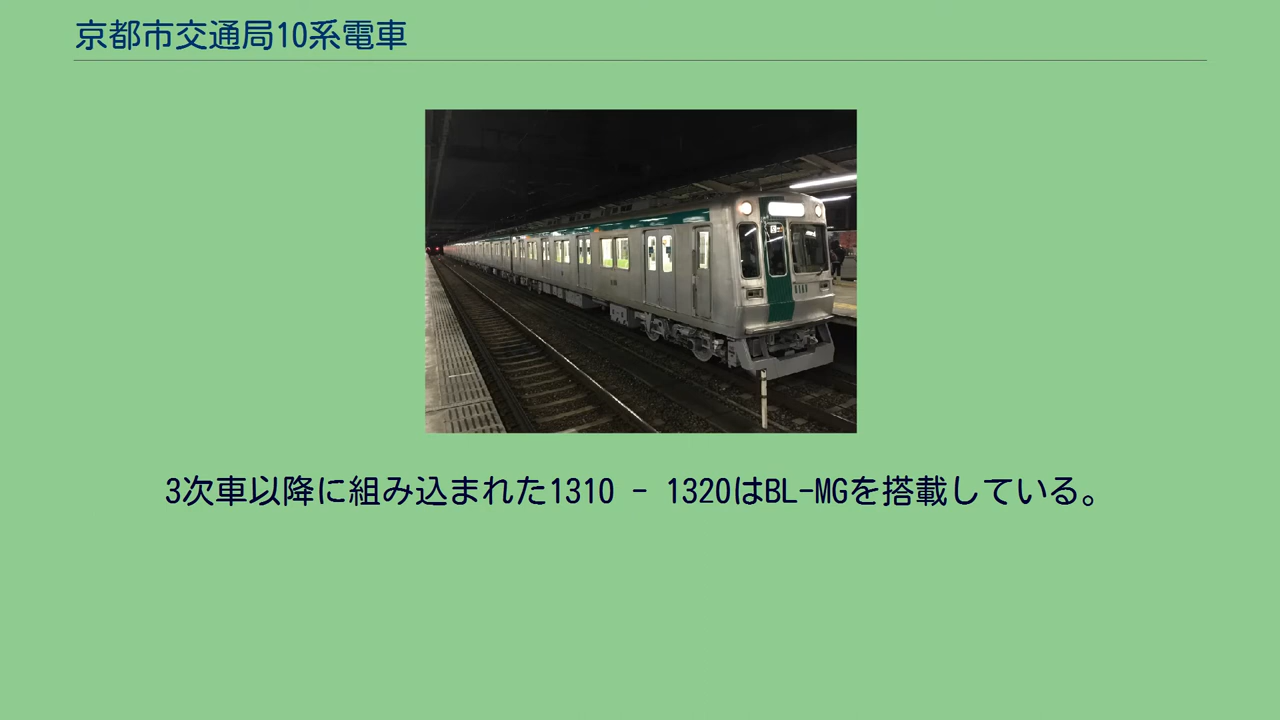 京都市交通局10系電車
3次車以降に組み込まれた1310 - 1320はBL-MGを搭載している。